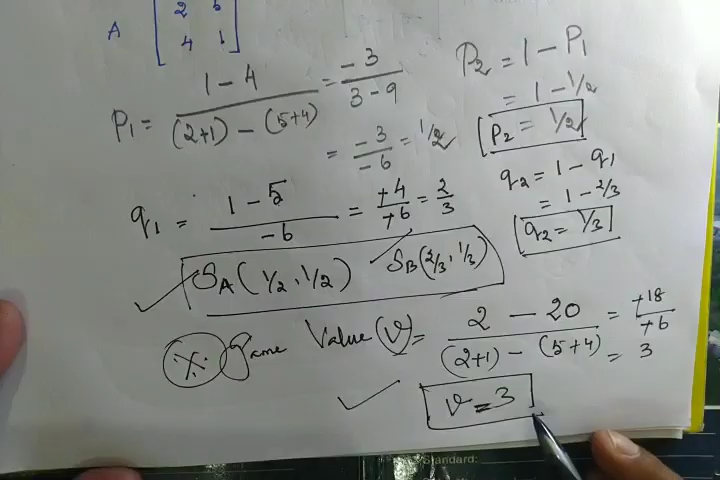 A [2 5
4 1]
P₁ = 1 - 4 / (2+1) - (5+4) = -3 / 3-9
= -3 / -6 = 1/2
P₂ = 1 - P₁
= 1 - 1/2
P₂ = 1/2
q₁ = 1 - 5 / -6 = +4 / +6 = 2/3
q₂ = 1 - q₁
= 1 - 2/3
q₂ = 1/3
S_A (1/2, 1/2) S_B (2/3, 1/3)
Game Value (v) = 2 - 20 / (2+1) - (5+4) = +18 / +6
= 3
v = 3
Standard: